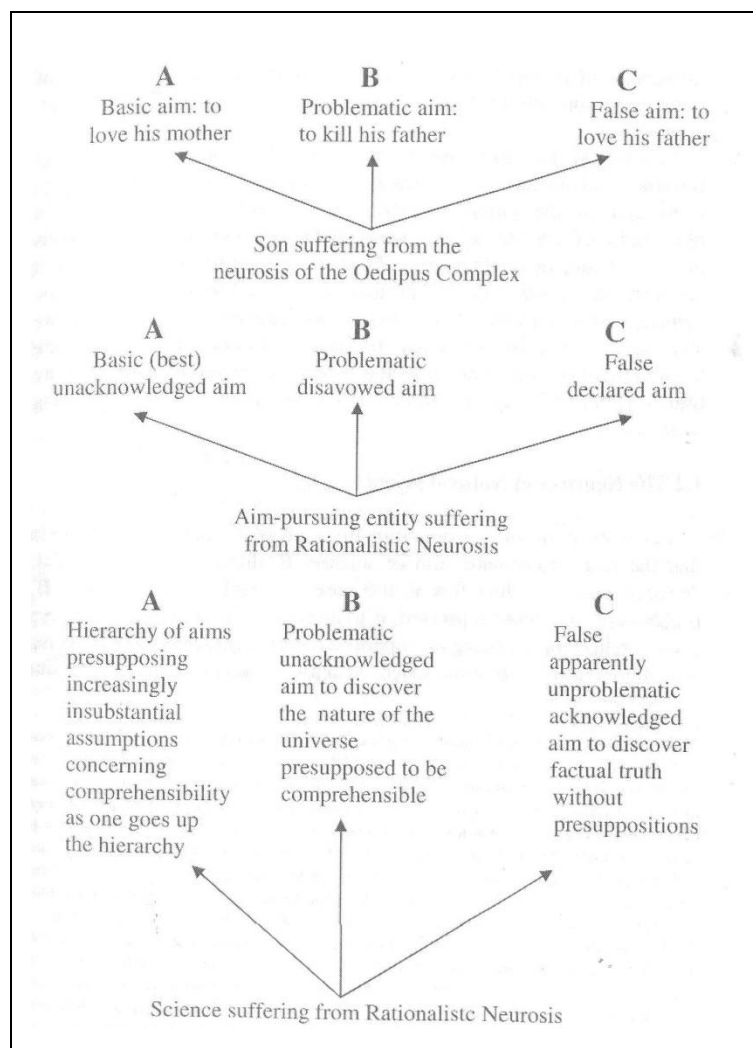 A
Basic aim: to
love his mother
B
Problematic aim:
to kill his father
C
False aim: to
love his father
Son suffering from the
neurosis of the Oedipus Complex
A
Basic (best)
unacknowledged aim
B
Problematic
disavowed aim
C
False
declared aim
Aim-pursuing entity suffering
from Rationalistic Neurosis
A
Hierarchy of aims
presupposing
increasingly
insubstantial
assumptions
concerning
comprehensibility
as one goes up
the hierarchy
B
Problematic
unacknowledged
aim to discover
the nature of the
universe
presupposed to be
comprehensible
C
False
apparently
unproblematic
acknowledged
aim to discover
factual truth
without
presuppositions
Science suffering from Rationalistc Neurosis